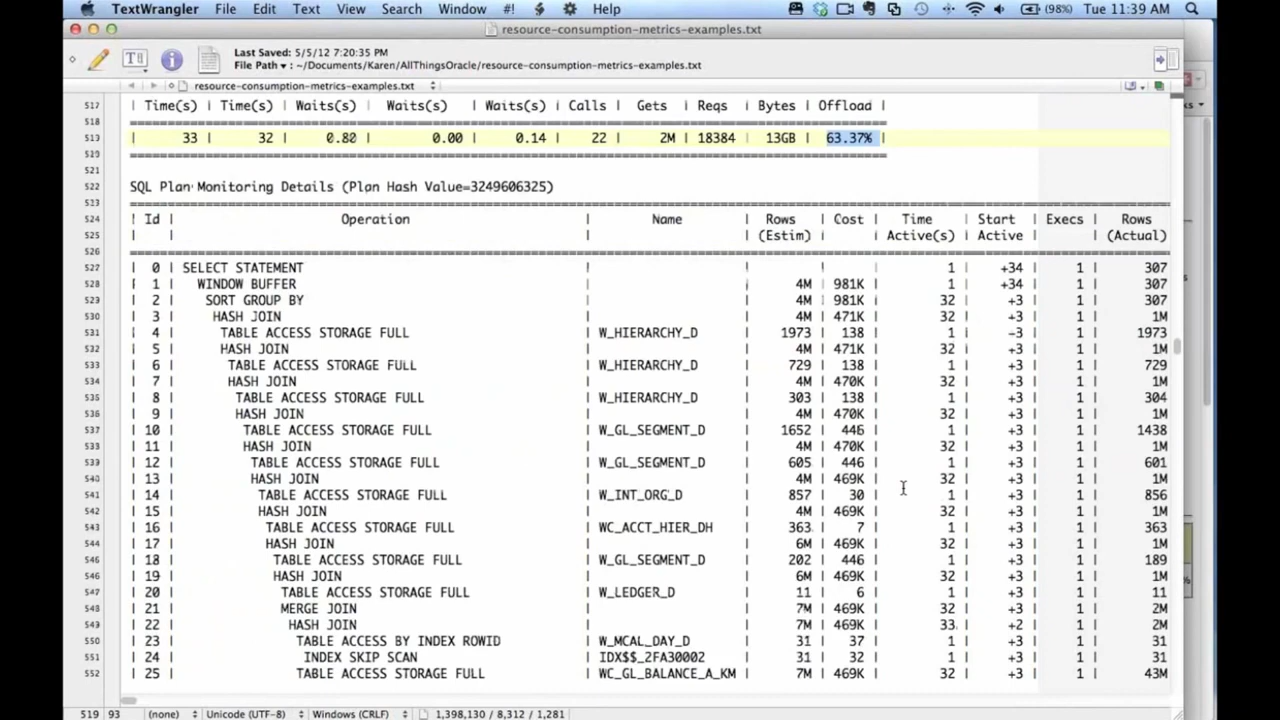 TextWrangler File Edit Text View Search Window #! Help (98%) Tue 11:39 AM
resource-consumption-metrics-examples.txt
Last Saved: 5/5/12 7:20:35 PM
File Path ▾ : ~/Documents/Karen/AllThingsOracle/resource-consumption-metrics-examples.txt
resource-consumption-metrics-examples.txt
517 | Time(s) | Time(s) | Waits(s) | Waits(s) | Waits(s) | Calls | Gets | Reqs | Bytes | Offload |
518 ================================================
519 | 33 | 32 | 0.80 | 0.00 | 0.14 | 22 | 2M | 18384 | 13GB | 63.37% |
520 ================================================
521
522 SQL Plan Monitoring Details (Plan Hash Value=3249606325)
523 ================================================
524 | Id | Operation | Name | Rows | Cost | Time | Start | Execs | Rows
525 | | | | (Estim) | | Active(s) | Active | | (Actual)
526 ================================================
527 | 0 | SELECT STATEMENT | | | | 1 | +34 | 1 | 307
528 | 1 | WINDOW BUFFER | | 4M | 981K | 1 | +34 | 1 | 307
529 | 2 | SORT GROUP BY | | 4M | 981K | 32 | +3 | 1 | 307
530 | 3 | HASH JOIN | | 4M | 471K | 32 | +3 | 1 | 1M
531 | 4 | TABLE ACCESS STORAGE FULL | W_HIERARCHY_D | 1973 | 138 | 1 | +3 | 1 | 1973
532 | 5 | HASH JOIN | | 4M | 471K | 32 | +3 | 1 | 1M
533 | 6 | TABLE ACCESS STORAGE FULL | W_HIERARCHY_D | 729 | 138 | 1 | +3 | 1 | 729
534 | 7 | HASH JOIN | | 4M | 470K | 32 | +3 | 1 | 1M
535 | 8 | TABLE ACCESS STORAGE FULL | W_HIERARCHY_D | 303 | 138 | 1 | +3 | 1 | 304
536 | 9 | HASH JOIN | | 4M | 470K | 32 | +3 | 1 | 1M
537 | 10 | TABLE ACCESS STORAGE FULL | W_GL_SEGMENT_D | 1652 | 446 | 1 | +3 | 1 | 1438
538 | 11 | HASH JOIN | | 4M | 470K | 32 | +3 | 1 | 1M
539 | 12 | TABLE ACCESS STORAGE FULL | W_GL_SEGMENT_D | 605 | 446 | 1 | +3 | 1 | 601
540 | 13 | HASH JOIN | | 4M | 469K | 32 | +3 | 1 | 1M
541 | 14 | TABLE ACCESS STORAGE FULL | W_INT_ORG_D | 857 | 30 | 1 | +3 | 1 | 856
542 | 15 | HASH JOIN | | 4M | 469K | 32 | +3 | 1 | 1M
543 | 16 | TABLE ACCESS STORAGE FULL | WC_ACCT_HIER_DH | 363 | 7 | 1 | +3 | 1 | 363
544 | 17 | HASH JOIN | | 6M | 469K | 32 | +3 | 1 | 1M
545 | 18 | TABLE ACCESS STORAGE FULL | W_GL_SEGMENT_D | 202 | 446 | 1 | +3 | 1 | 189
546 | 19 | HASH JOIN | | 6M | 469K | 32 | +3 | 1 | 1M
547 | 20 | TABLE ACCESS STORAGE FULL | W_LEDGER_D | 11 | 6 | 1 | +3 | 1 | 11
548 | 21 | MERGE JOIN | | 7M | 469K | 32 | +3 | 1 | 2M
549 | 22 | HASH JOIN | | 7M | 469K | 33 | +2 | 1 | 2M
550 | 23 | TABLE ACCESS BY INDEX ROWID | W_MCAL_DAY_D | 31 | 37 | 1 | +3 | 1 | 31
551 | 24 | INDEX SKIP SCAN | IDX$$_2FA30002 | 31 | 32 | 1 | +3 | 1 | 31
552 | 25 | TABLE ACCESS STORAGE FULL | WC_GL_BALANCE_A_KM | 7M | 469K | 32 | +3 | 1 | 43M
519 93 (none) Unicode (UTF-8) Windows (CRLF) 1,398,130 / 8,312 / 1,281